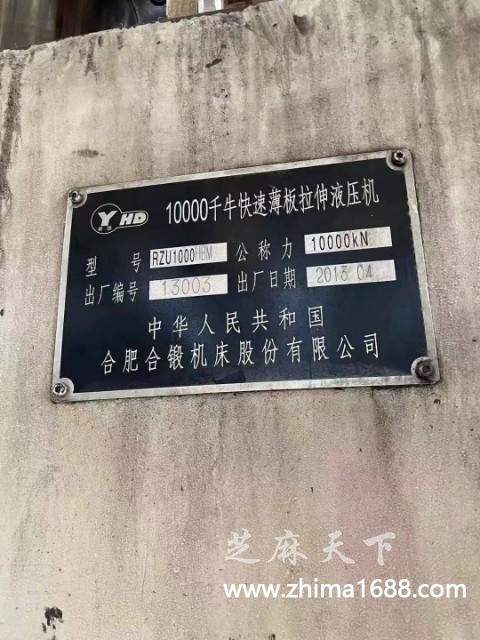 YHD
10000千牛快速薄板拉伸液压机
型号 RZU1000HM 公称力 10000kN
出厂编号 13003 出厂日期 2013.04
中华人民共和国
合肥合锻机床股份有限公司
芝麻天下
www.zhima1688.com